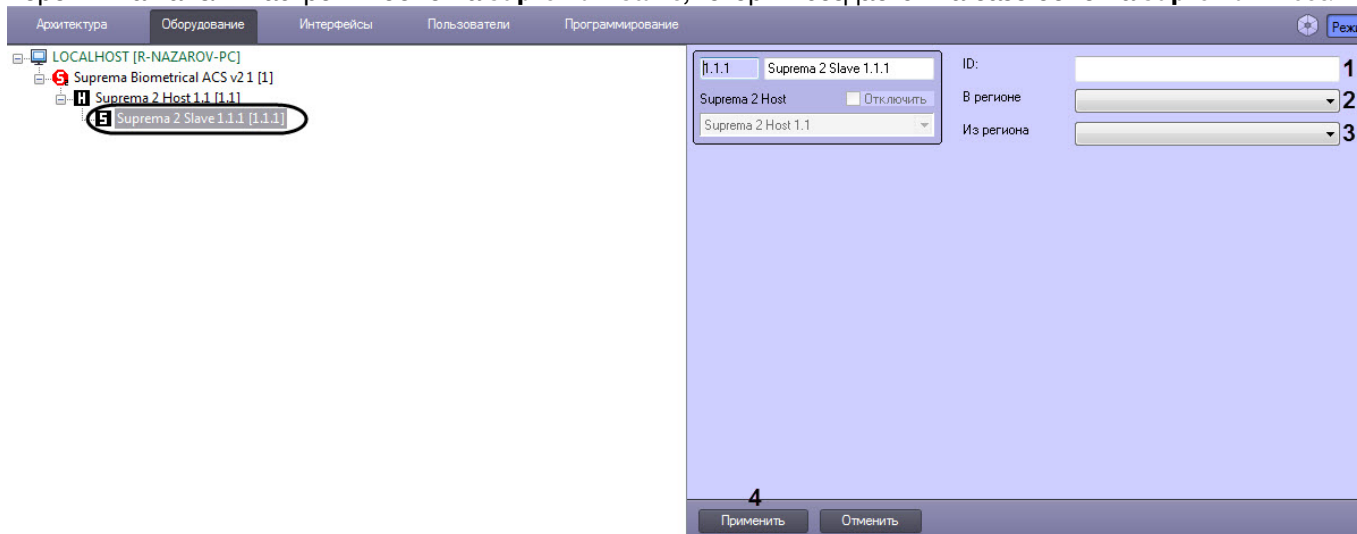 Архитектура Оборудование Интерфейсы Пользователи Программирование
LOCALHOST [R-NAZAROV-PC]
Suprema Biometrical ACS v2 1 [1]
Suprema 2 Host 1.1 [1.1]
Suprema 2 Slave 1.1.1 [1.1.1]
1.1.1 Suprema 2 Slave 1.1.1
Suprema 2 Host Отключить
Suprema 2 Host 1.1
ID: 1
В регионе 2
Из региона 3
4
Применить Отменить